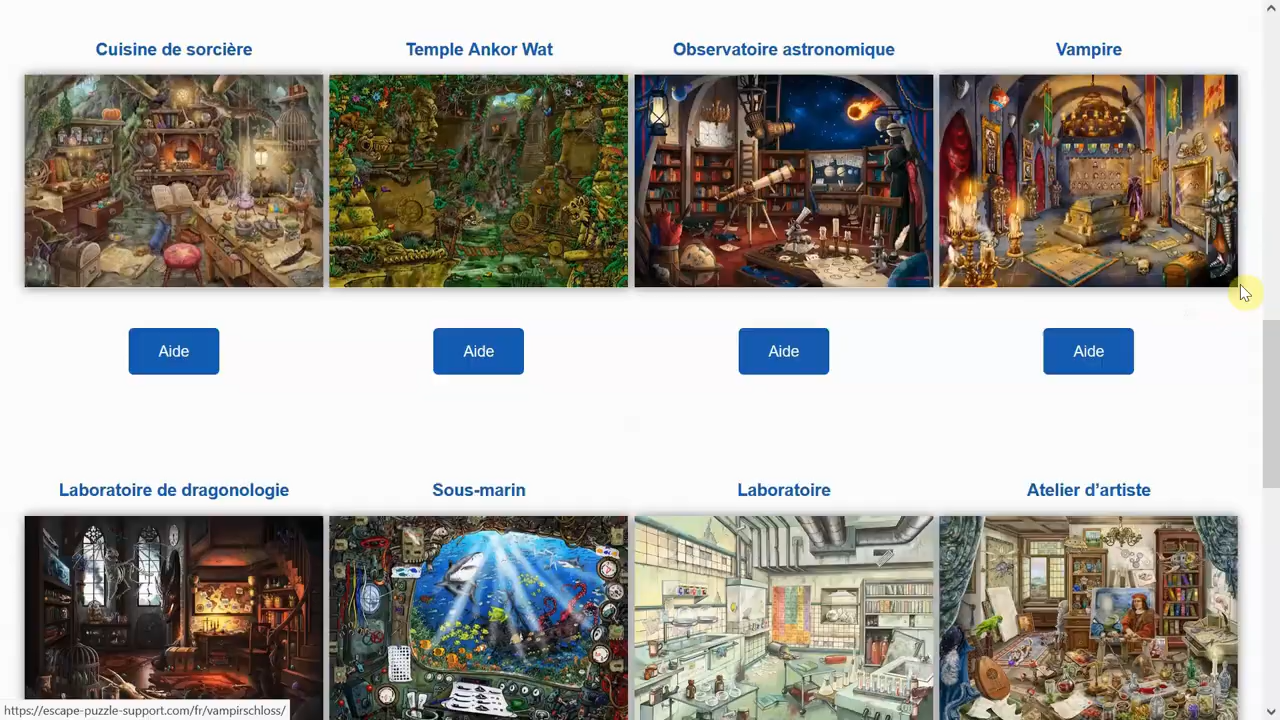 Cuisine de sorcière
Temple Ankor Wat
Observatoire astronomique
Vampire
Aide
Aide
Aide
Aide
Laboratoire de dragonologie
Sous-marin
Laboratoire
Atelier d’artiste
https://escape-puzzle-support.com/fr/vampirschloss/